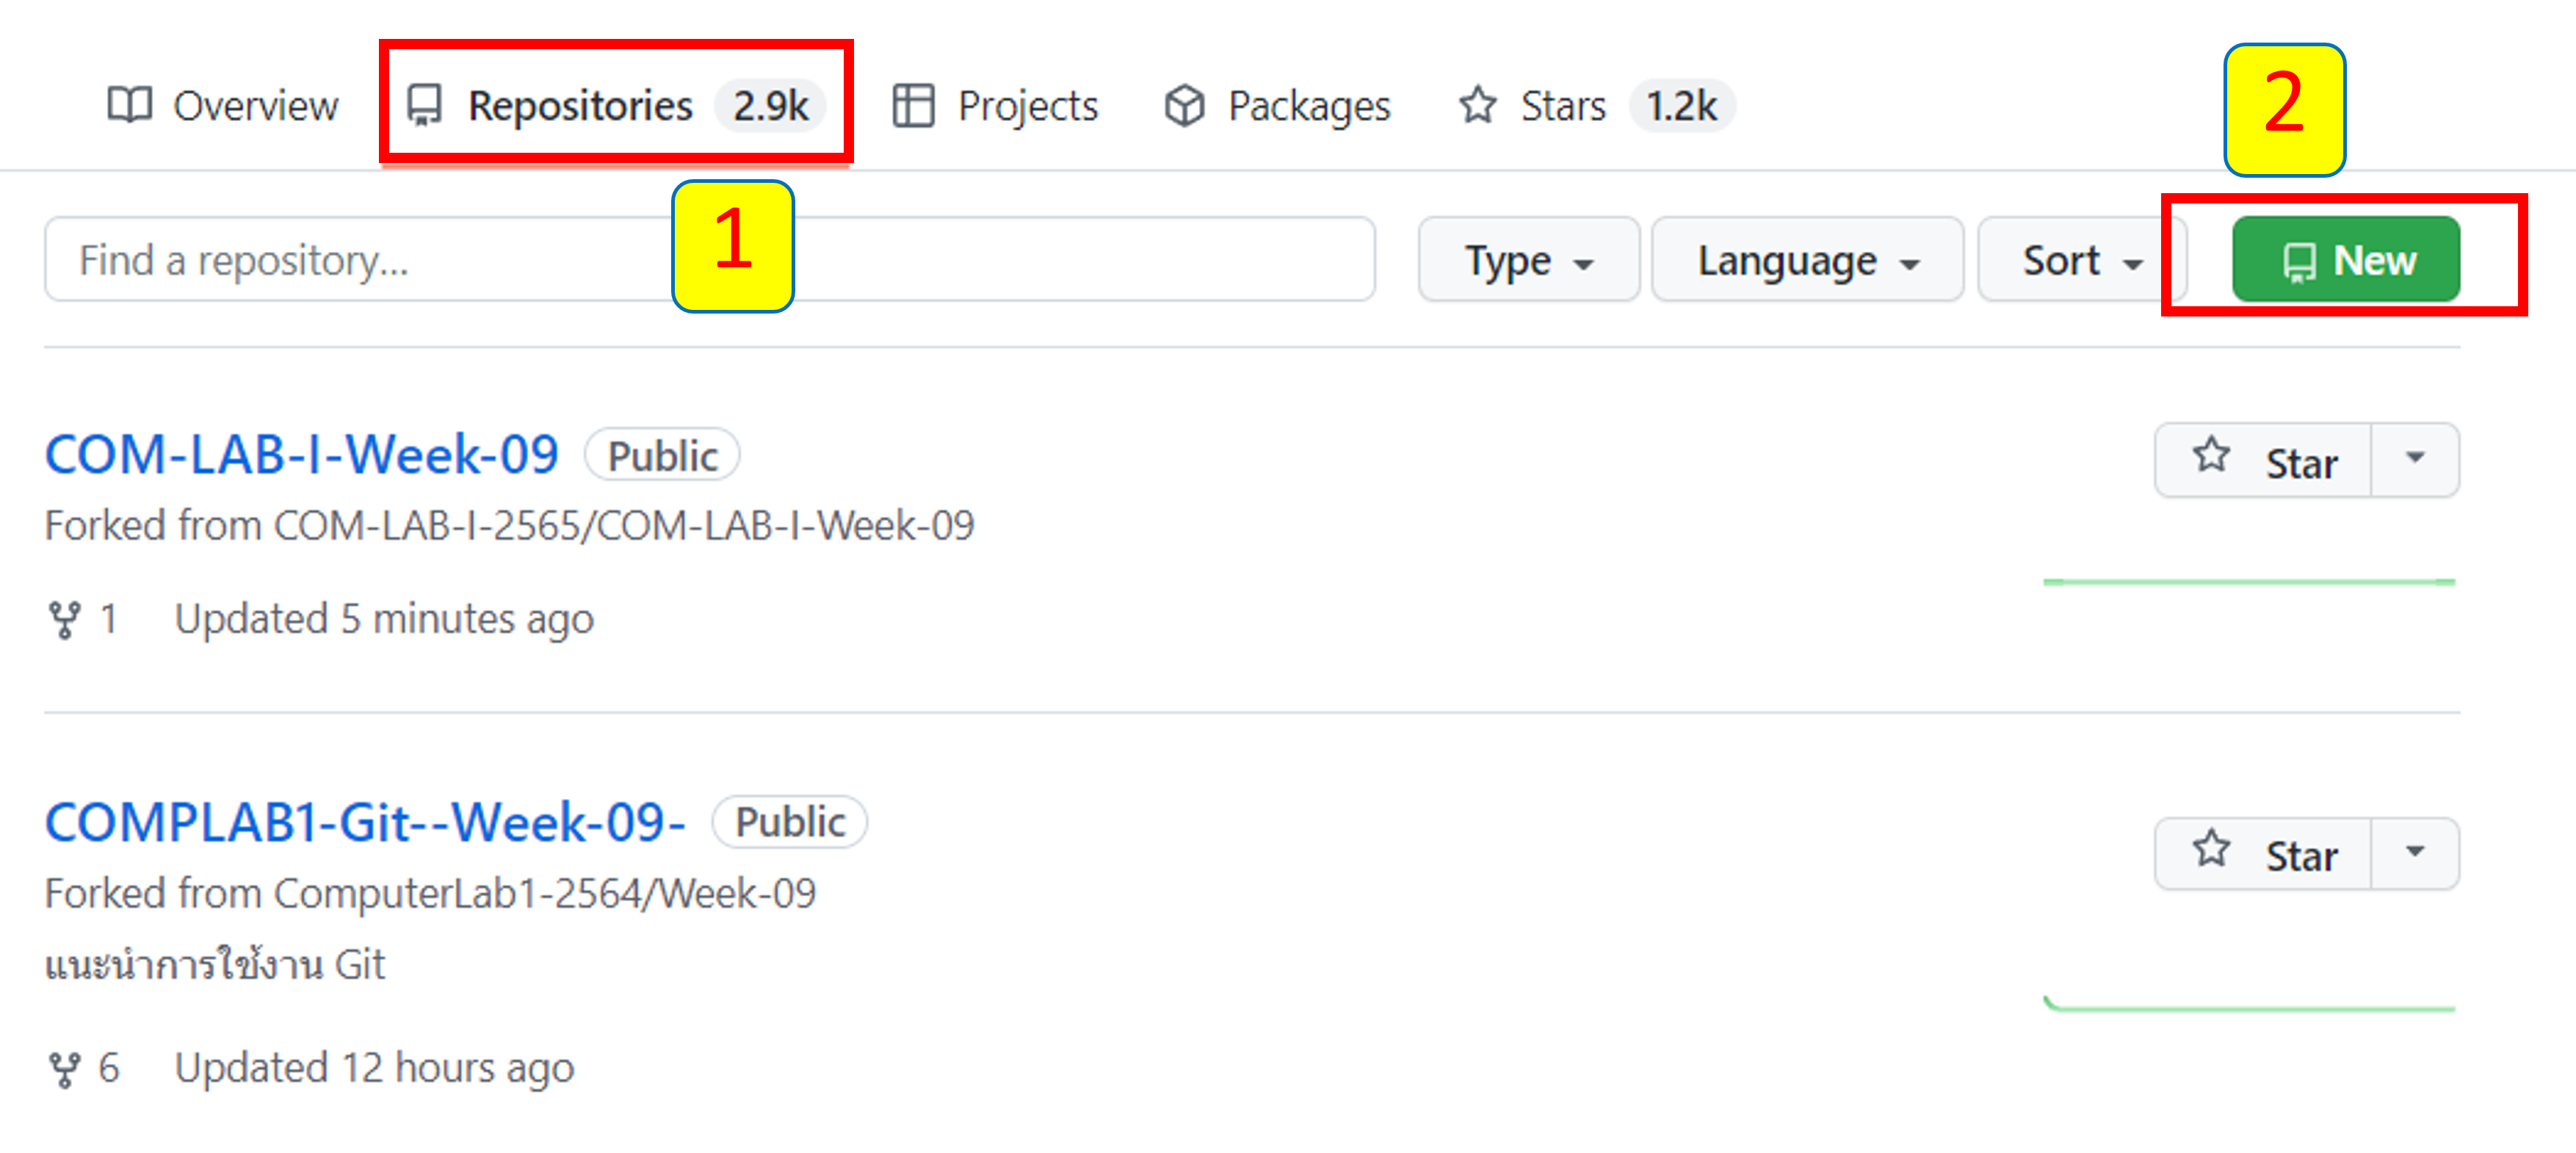 Overview Repositories 2.9k Projects Packages Stars 1.2k
2
1
Find a repository... Type Language Sort New
COM-LAB-I-Week-09 Public
Star
Forked from COM-LAB-I-2565/COM-LAB-I-Week-09
1 Updated 5 minutes ago
COMPLAB1-Git--Week-09- Public
Star
Forked from ComputerLab1-2564/Week-09
แนะนำการใช้งาน Git
6 Updated 12 hours ago